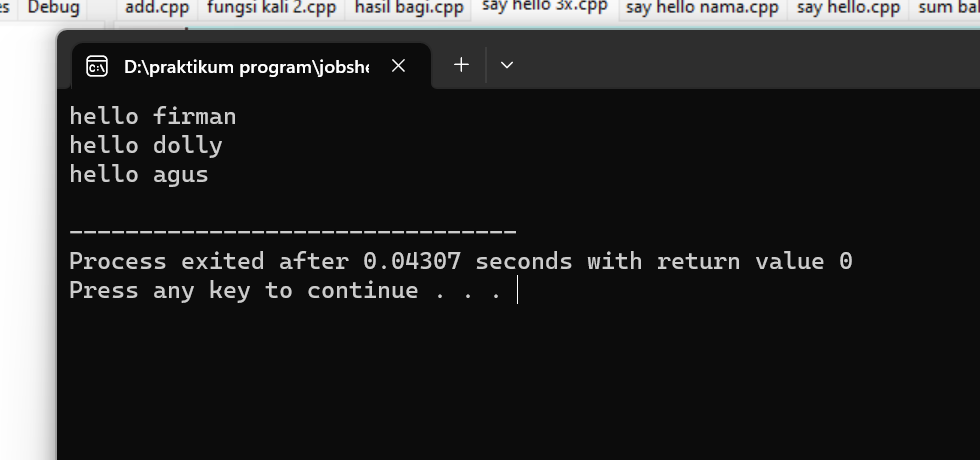 Debug
add.cpp fungsi kali 2.cpp hasil bagi.cpp say hello 3x.cpp say hello nama.cpp say hello.cpp sum
D:\praktikum program\jobshe
hello firman
hello dolly
hello agus
--------------------------------
Process exited after 0.04307 seconds with return value 0
Press any key to continue . . .